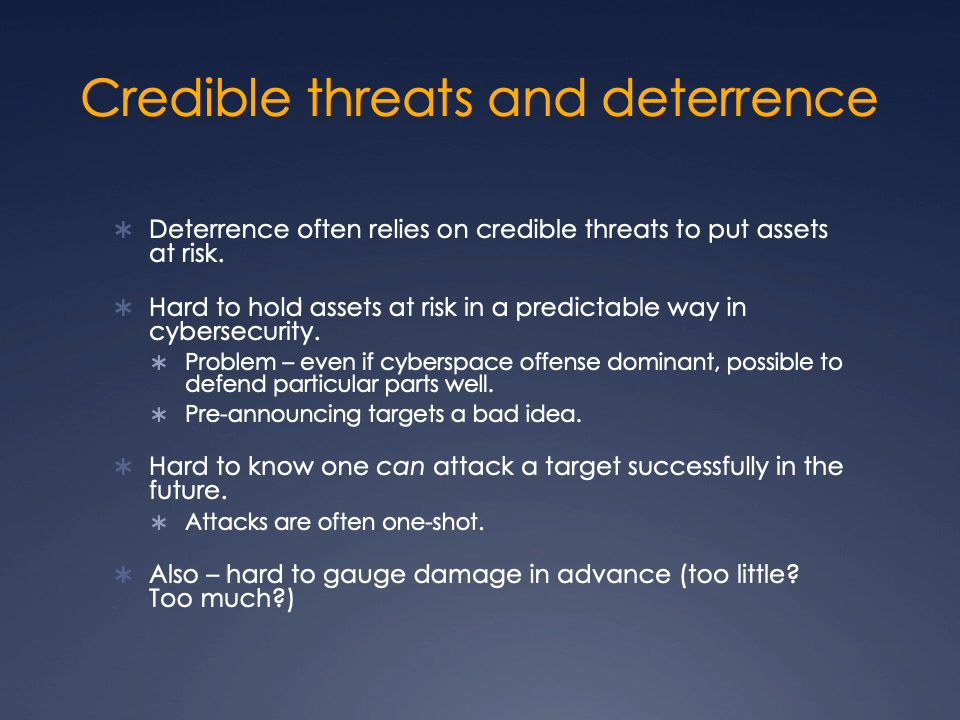 Credible threats and deterrence
* Deterrence often relies on credible threats to put assets
at risk.
* Hard to hold assets at risk in a predictable way in
cybersecurity.
* Problem – even if cyberspace offense dominant, possible to
defend particular parts well.
* Pre-announcing targets a bad idea.
* Hard to know one can attack a target successfully in the
future.
* Attacks are often one-shot.
* Also – hard to gauge damage in advance (too little?
Too much?)